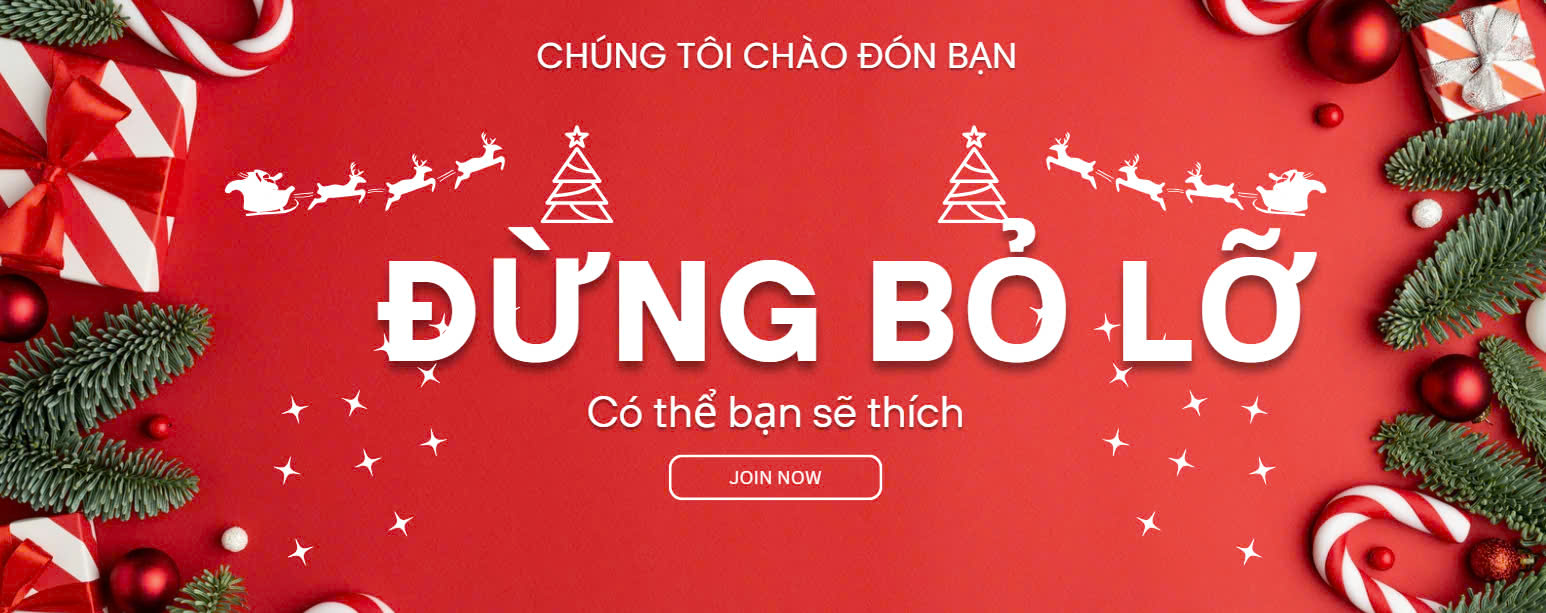 CHÚNG TÔI CHÀO ĐÓN BẠN
ĐỪNG BỎ LỠ
Có thể bạn sẽ thích
JOIN NOW